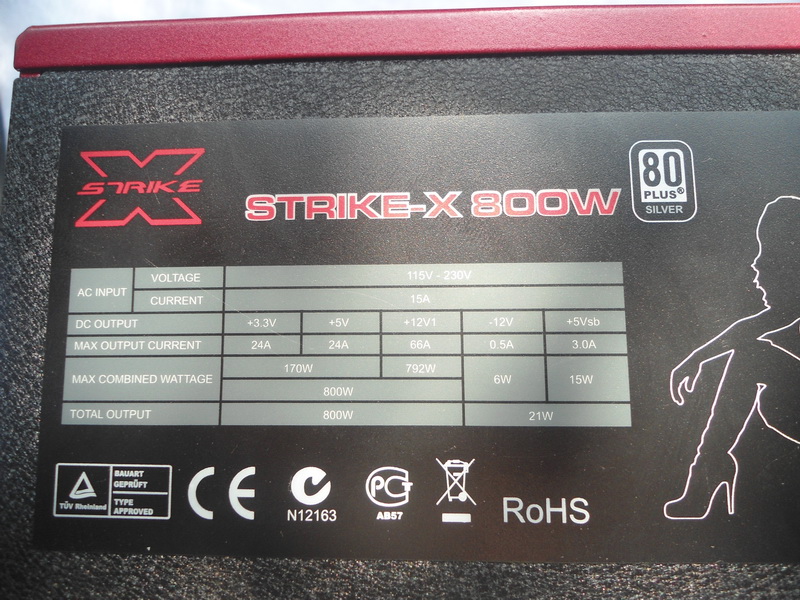 STRIKE
STRIKE-X 800W
80
PLUS®
SILVER
AC INPUT VOLTAGE 115V - 230V
CURRENT 15A
DC OUTPUT +3.3V +5V +12V1 -12V +5Vsb
MAX OUTPUT CURRENT 24A 24A 66A 0.5A 3.0A
MAX COMBINED WATTAGE 170W 792W 6W 15W
800W
TOTAL OUTPUT 800W 21W
TÜV Rheinland
BAUART
GEPRÜFT
TYPE
APPROVED
CE
N12163
PCT
AB57
RoHS